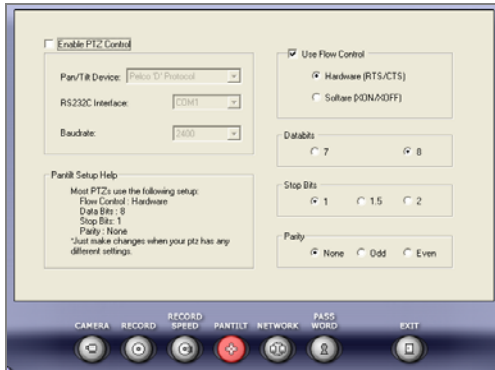 Enable PTZ Control
Pan/Tilt Device: Pelco 'D' Protocol
RS232C Interface: COM1
Baudrate: 2400
Pantilt Setup Help
Most PTZs use the following setup:
Flow Control : Hardware
Data Bits : 8
Stop Bits: 1
Parity : None
*Just make changes when your ptz has any
different settings.
Use Flow Control
Hardware (RTS/CTS)
Softare (XON/XOFF)
Databits
7 8
Stop Bits
1 1.5 2
Parity
None Odd Even
CAMERA RECORD RECORD SPEED PANTILT NETWORK PASS WORD EXIT